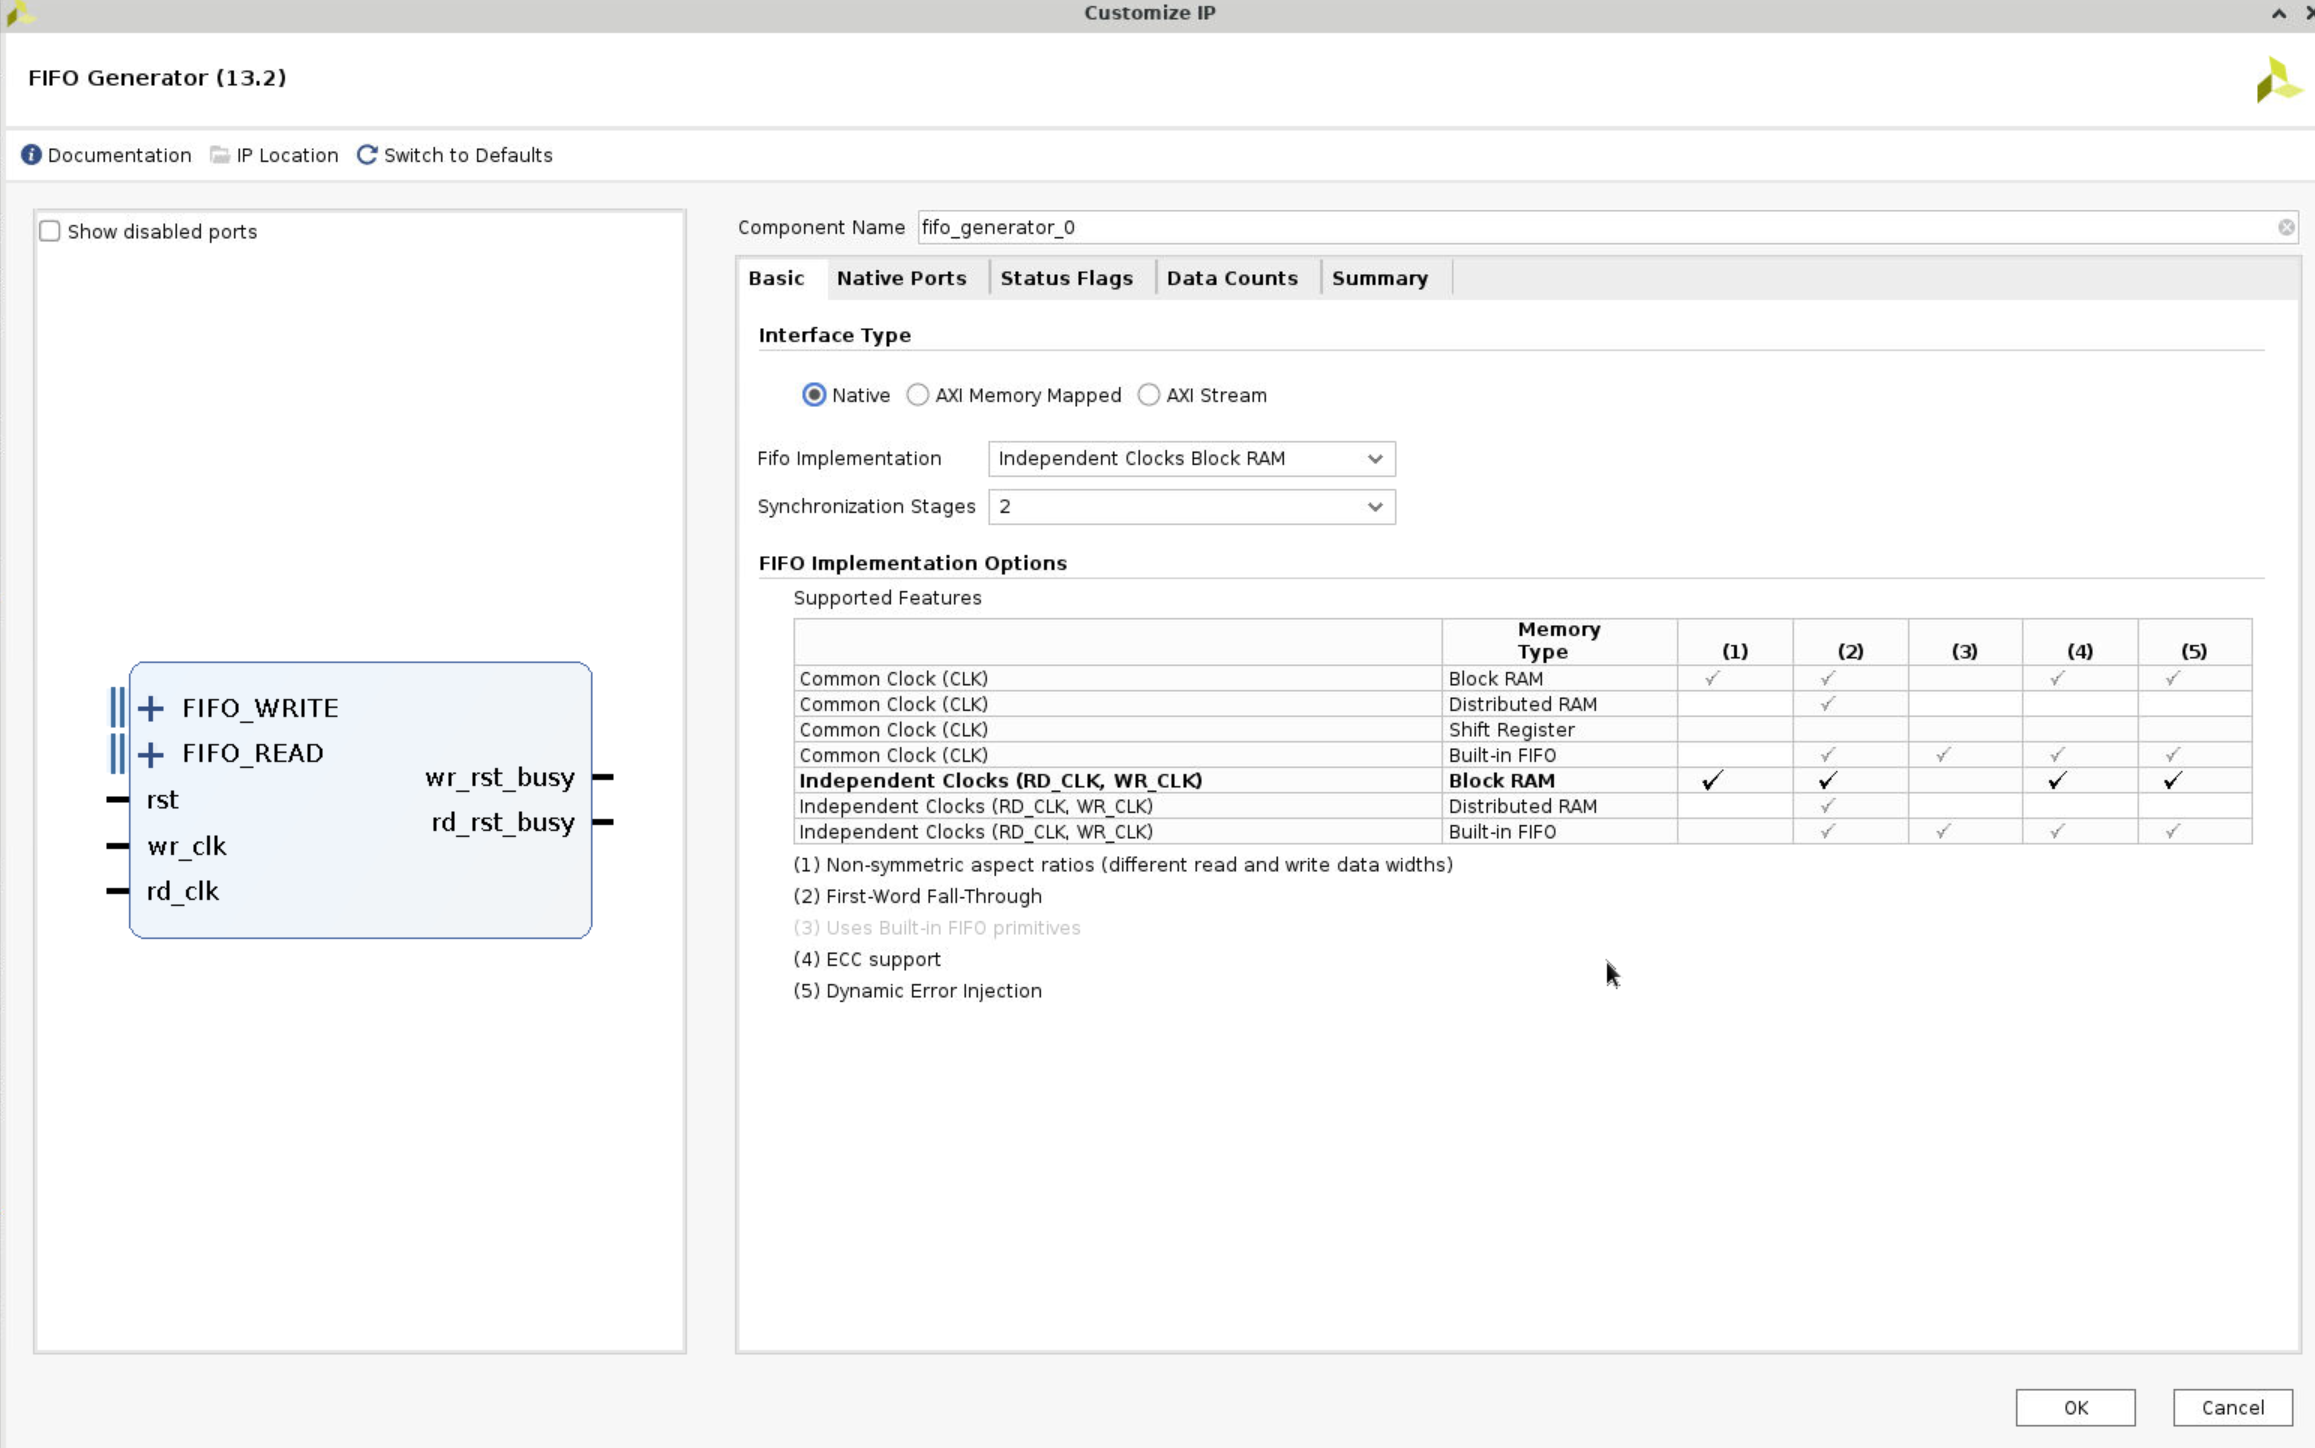 Customize IP
FIFO Generator (13.2)
Documentation IP Location Switch to Defaults
Show disabled ports
FIFO_WRITE
FIFO_READ
rst
wr_clk
rd_clk
wr_rst_busy
rd_rst_busy
Component Name fifo_generator_0
Basic Native Ports Status Flags Data Counts Summary
Interface Type
Native AXI Memory Mapped AXI Stream
Fifo Implementation Independent Clocks Block RAM
Synchronization Stages 2
FIFO Implementation Options
Supported Features
Memory
Type (1) (2) (3) (4) (5)
Common Clock (CLK) Block RAM ✓ ✓ ✓ ✓
Common Clock (CLK) Distributed RAM ✓
Common Clock (CLK) Shift Register
Common Clock (CLK) Built-in FIFO ✓ ✓ ✓ ✓
Independent Clocks (RD_CLK, WR_CLK) Block RAM ✓ ✓ ✓ ✓
Independent Clocks (RD_CLK, WR_CLK) Distributed RAM ✓
Independent Clocks (RD_CLK, WR_CLK) Built-in FIFO ✓ ✓ ✓ ✓
(1) Non-symmetric aspect ratios (different read and write data widths)
(2) First-Word Fall-Through
(3) Uses Built-in FIFO primitives
(4) ECC support
(5) Dynamic Error Injection
OK Cancel